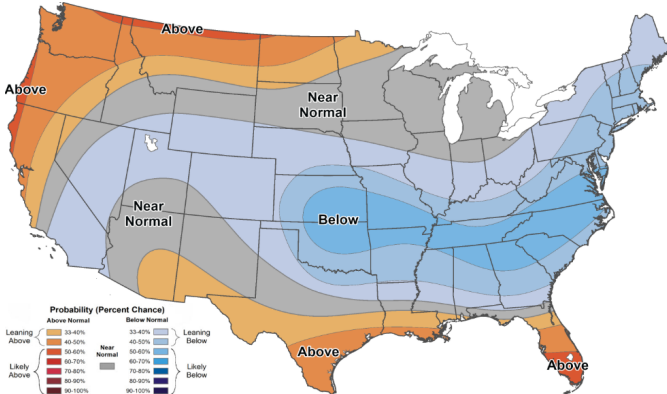 Above
Above
Near
Normal
Near
Normal
Below
Above
Above
Probability (Percent Chance)
Above Normal
Below Normal
Leaning
Above
33-40%
40-50%
Likely
Above
50-60%
60-70%
70-80%
80-90%
90-100%
Near
Normal
33-40%
40-50%
Leaning
Below
50-60%
60-70%
70-80%
80-90%
90-100%
Likely
Below